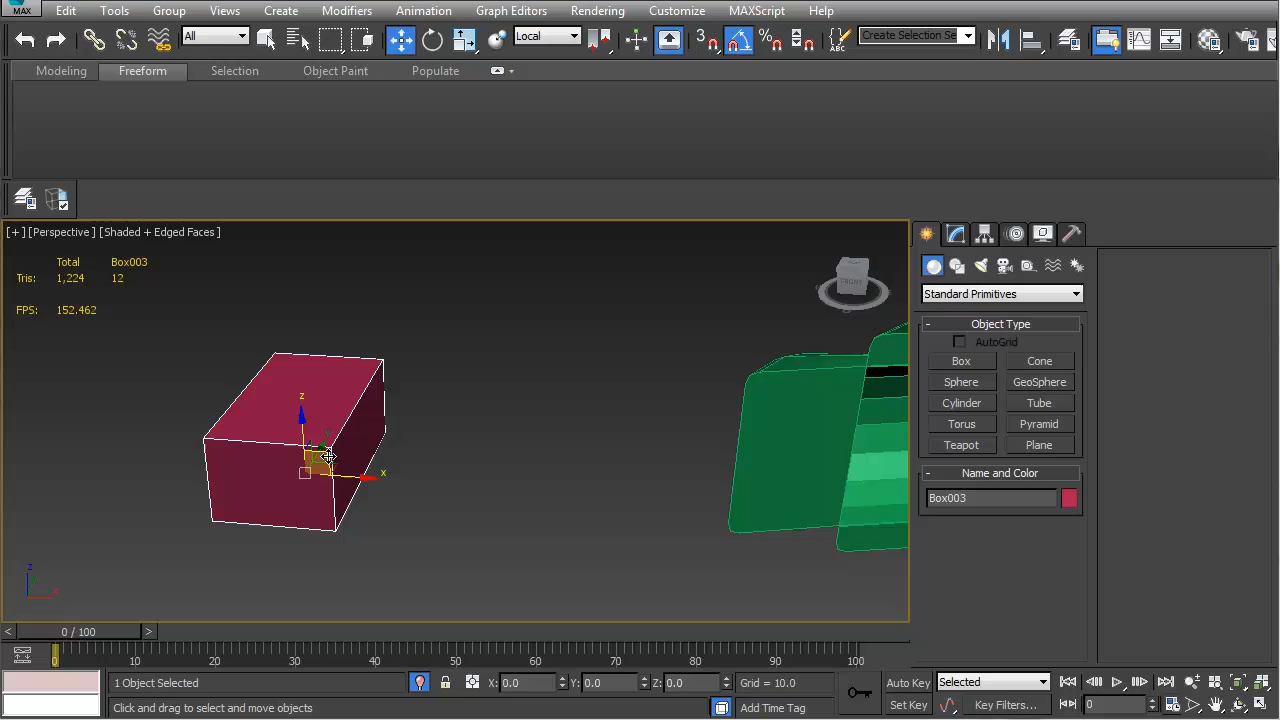 MAX Edit Tools Group Views Create Modifiers Animation Graph Editors Rendering Customize MAXScript Help
All Local 3 % ABC Create Selection Se
Modeling Freeform Selection Object Paint Populate
[+] [Perspective] [Shaded + Edged Faces]
Total Box003
Tris: 1,224 12
FPS: 152.462
FRONT
z
x
z
x
Standard Primitives
- Object Type
AutoGrid
Box Cone
Sphere GeoSphere
Cylinder Tube
Torus Pyramid
Teapot Plane
- Name and Color
Box003
< 0 / 100 >
0 10 20 30 40 50 60 70 80 90 100
1 Object Selected X: 0.0 Y: 0.0 Z: 0.0 Grid = 10.0 Auto Key Selected
Click and drag to select and move objects Add Time Tag Set Key Key Filters... 0